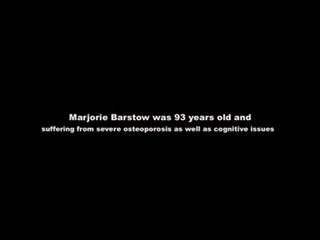 Marjorie Barstow was 93 years old and
suffering from severe osteoporosis as well as cognitive issues